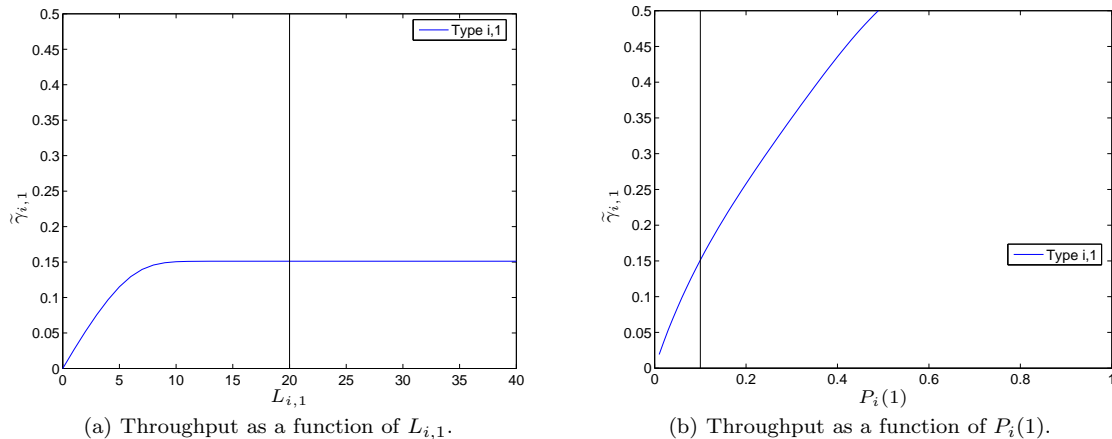 0.5
0.45
0.4
0.35
0.3
0.25
0.2
0.15
0.1
0.05
0
γ̃i,1
0 5 10 15 20 25 30 35 40
Li,1
Type i,1
(a) Throughput as a function of Li,1.
0.5
0.45
0.4
0.35
0.3
0.25
0.2
0.15
0.1
0.05
0
γ̃i,1
0 0.2 0.4 0.6 0.8 1
Pi(1)
Type i,1
(b) Throughput as a function of Pi(1).